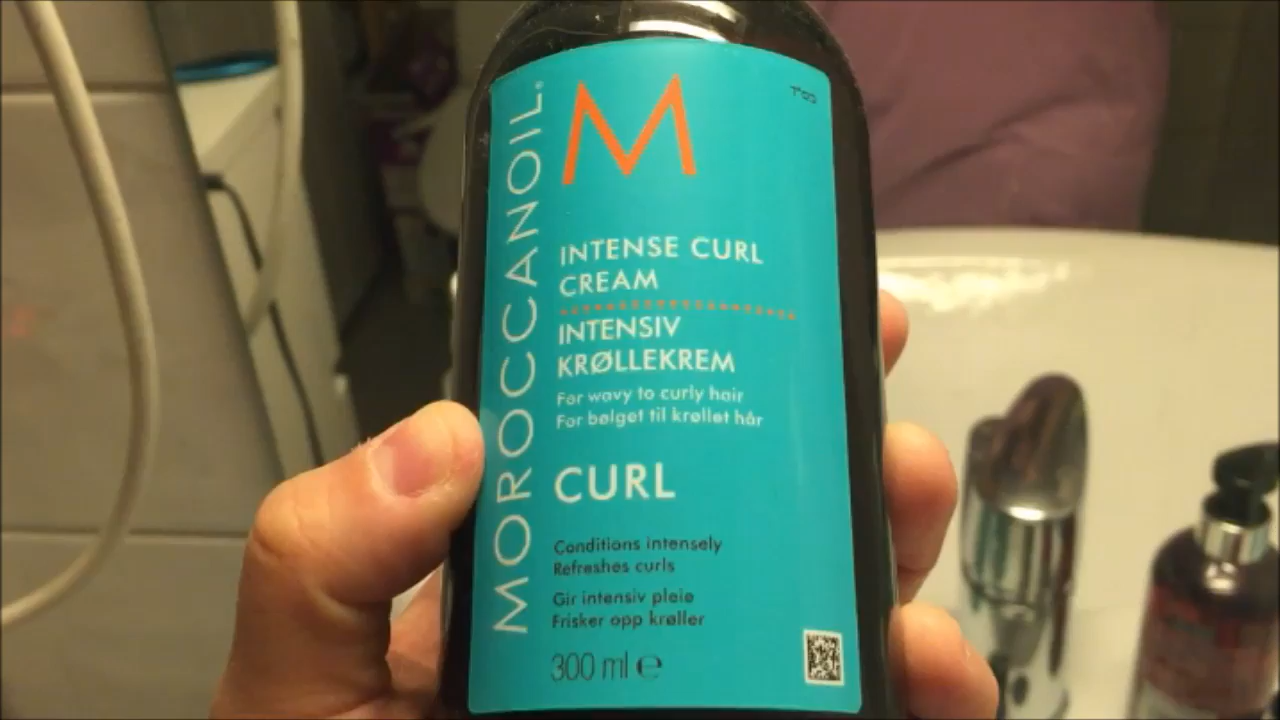 MOROCCANOIL®
M
INTENSE CURL
CREAM
INTENSIV
KRØLLEKREM
For wavy to curly hair
For bølget til krøllet hår
CURL
Conditions intensely
Refreshes curls
Gir intensiv pleie
Frisker opp krøller
300 ml ℮